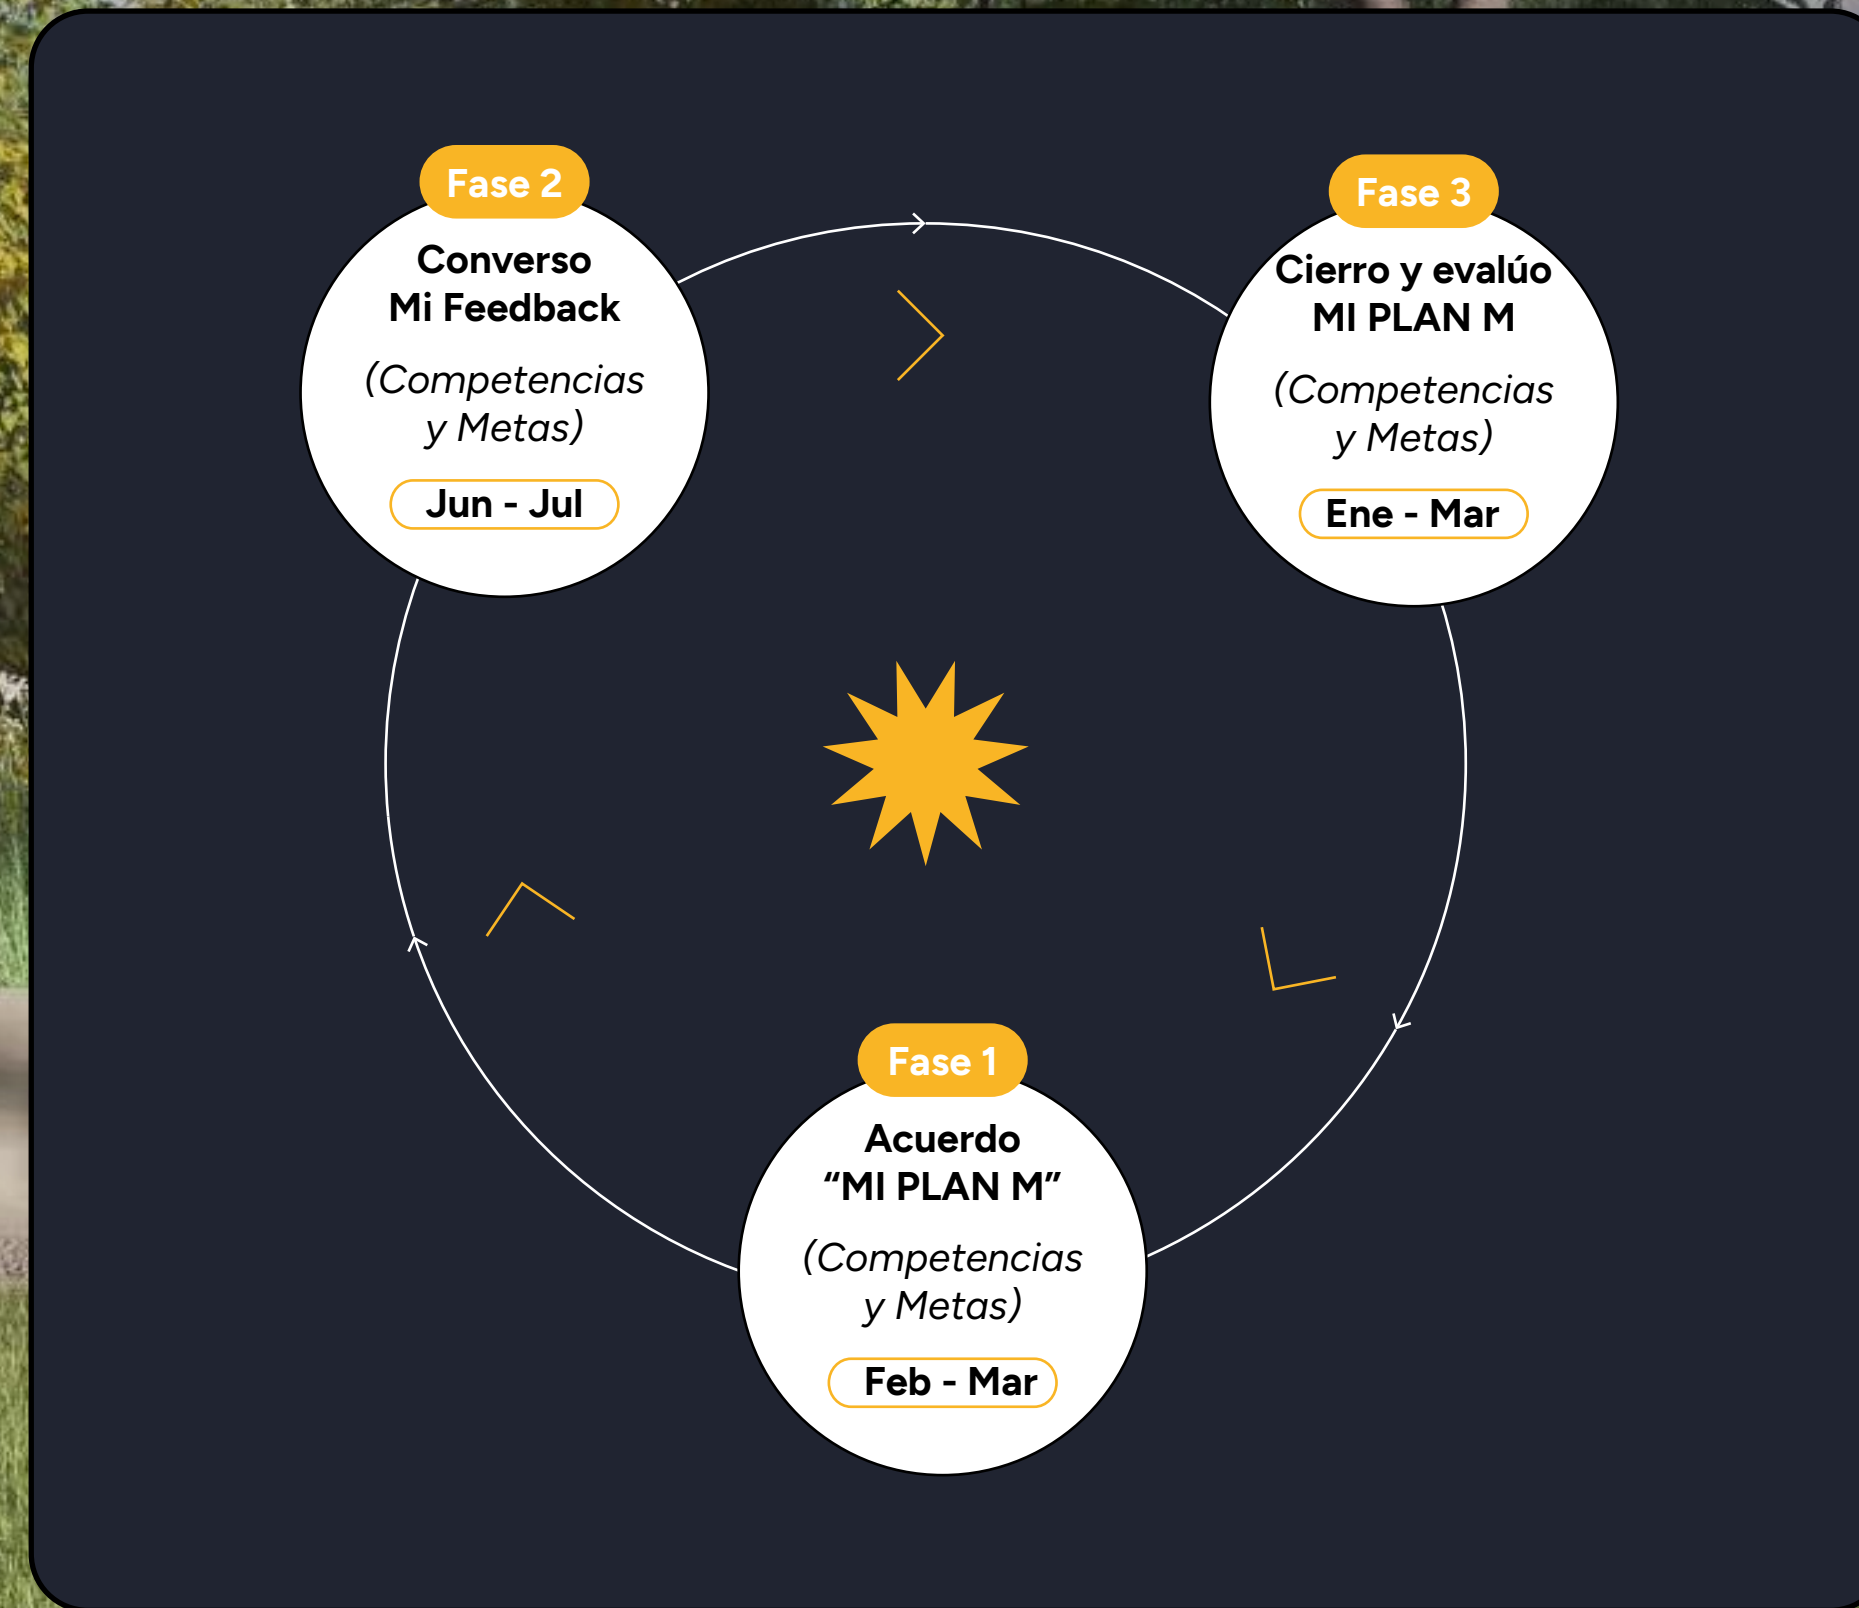 Fase 2
Converso
Mi Feedback
(Competencias
y Metas)
Jun - Jul
Fase 3
Cierro y evalúo
MI PLAN M
(Competencias
y Metas)
Ene - Mar
Fase 1
Acuerdo
“MI PLAN M”
(Competencias
y Metas)
Feb - Mar